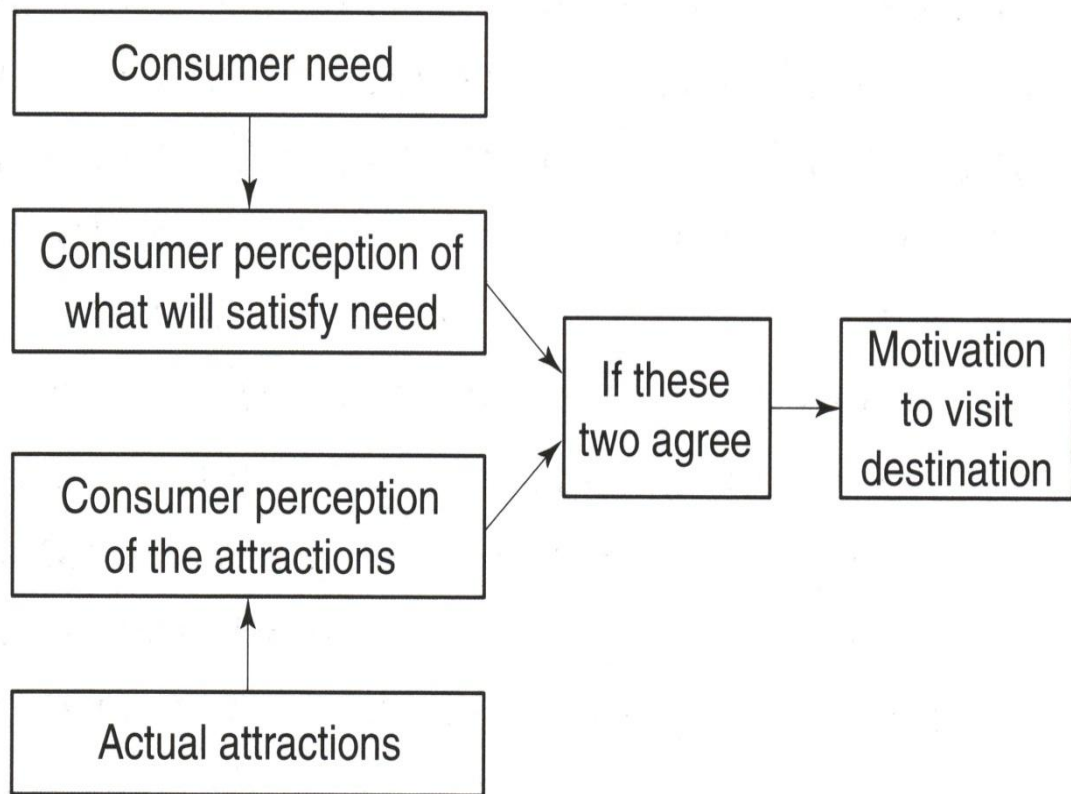 Consumer need
Consumer perception of
what will satisfy need
If these
two agree
Motivation
to visit
destination
Consumer perception
of the attractions
Actual attractions